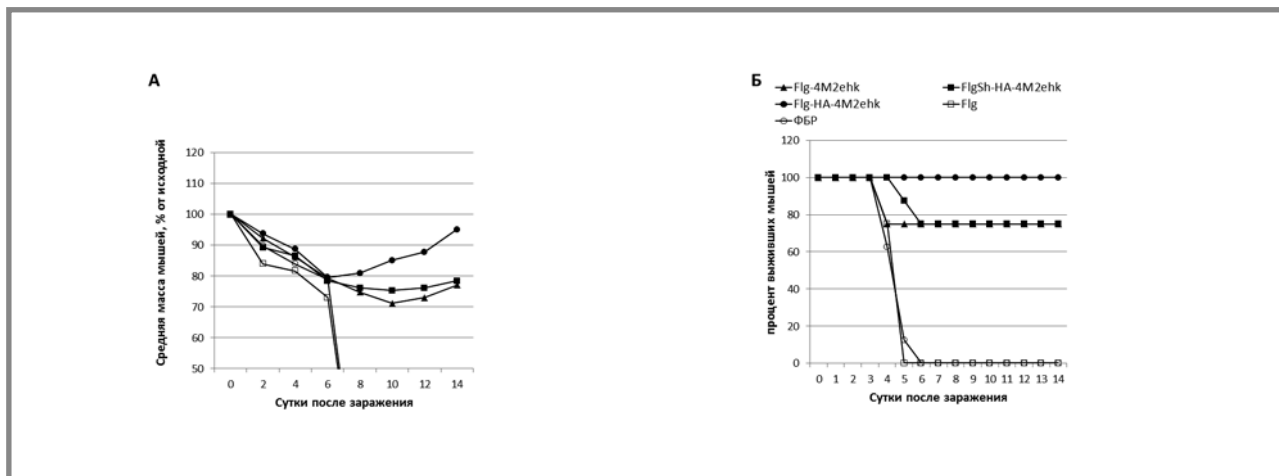 А
Средняя масса мышей, % от исходной
120
110
100
90
80
70
60
50
0 2 4 6 8 10 12 14
Сутки после заражения
Б
Flg-4M2ehk FlgSh-HA-4M2ehk
Flg-HA-4M2ehk Flg
ФБР
процент выживших мышей
120
100
80
60
40
20
0
0 1 2 3 4 5 6 7 8 9 10 11 12 13 14
Сутки после заражения